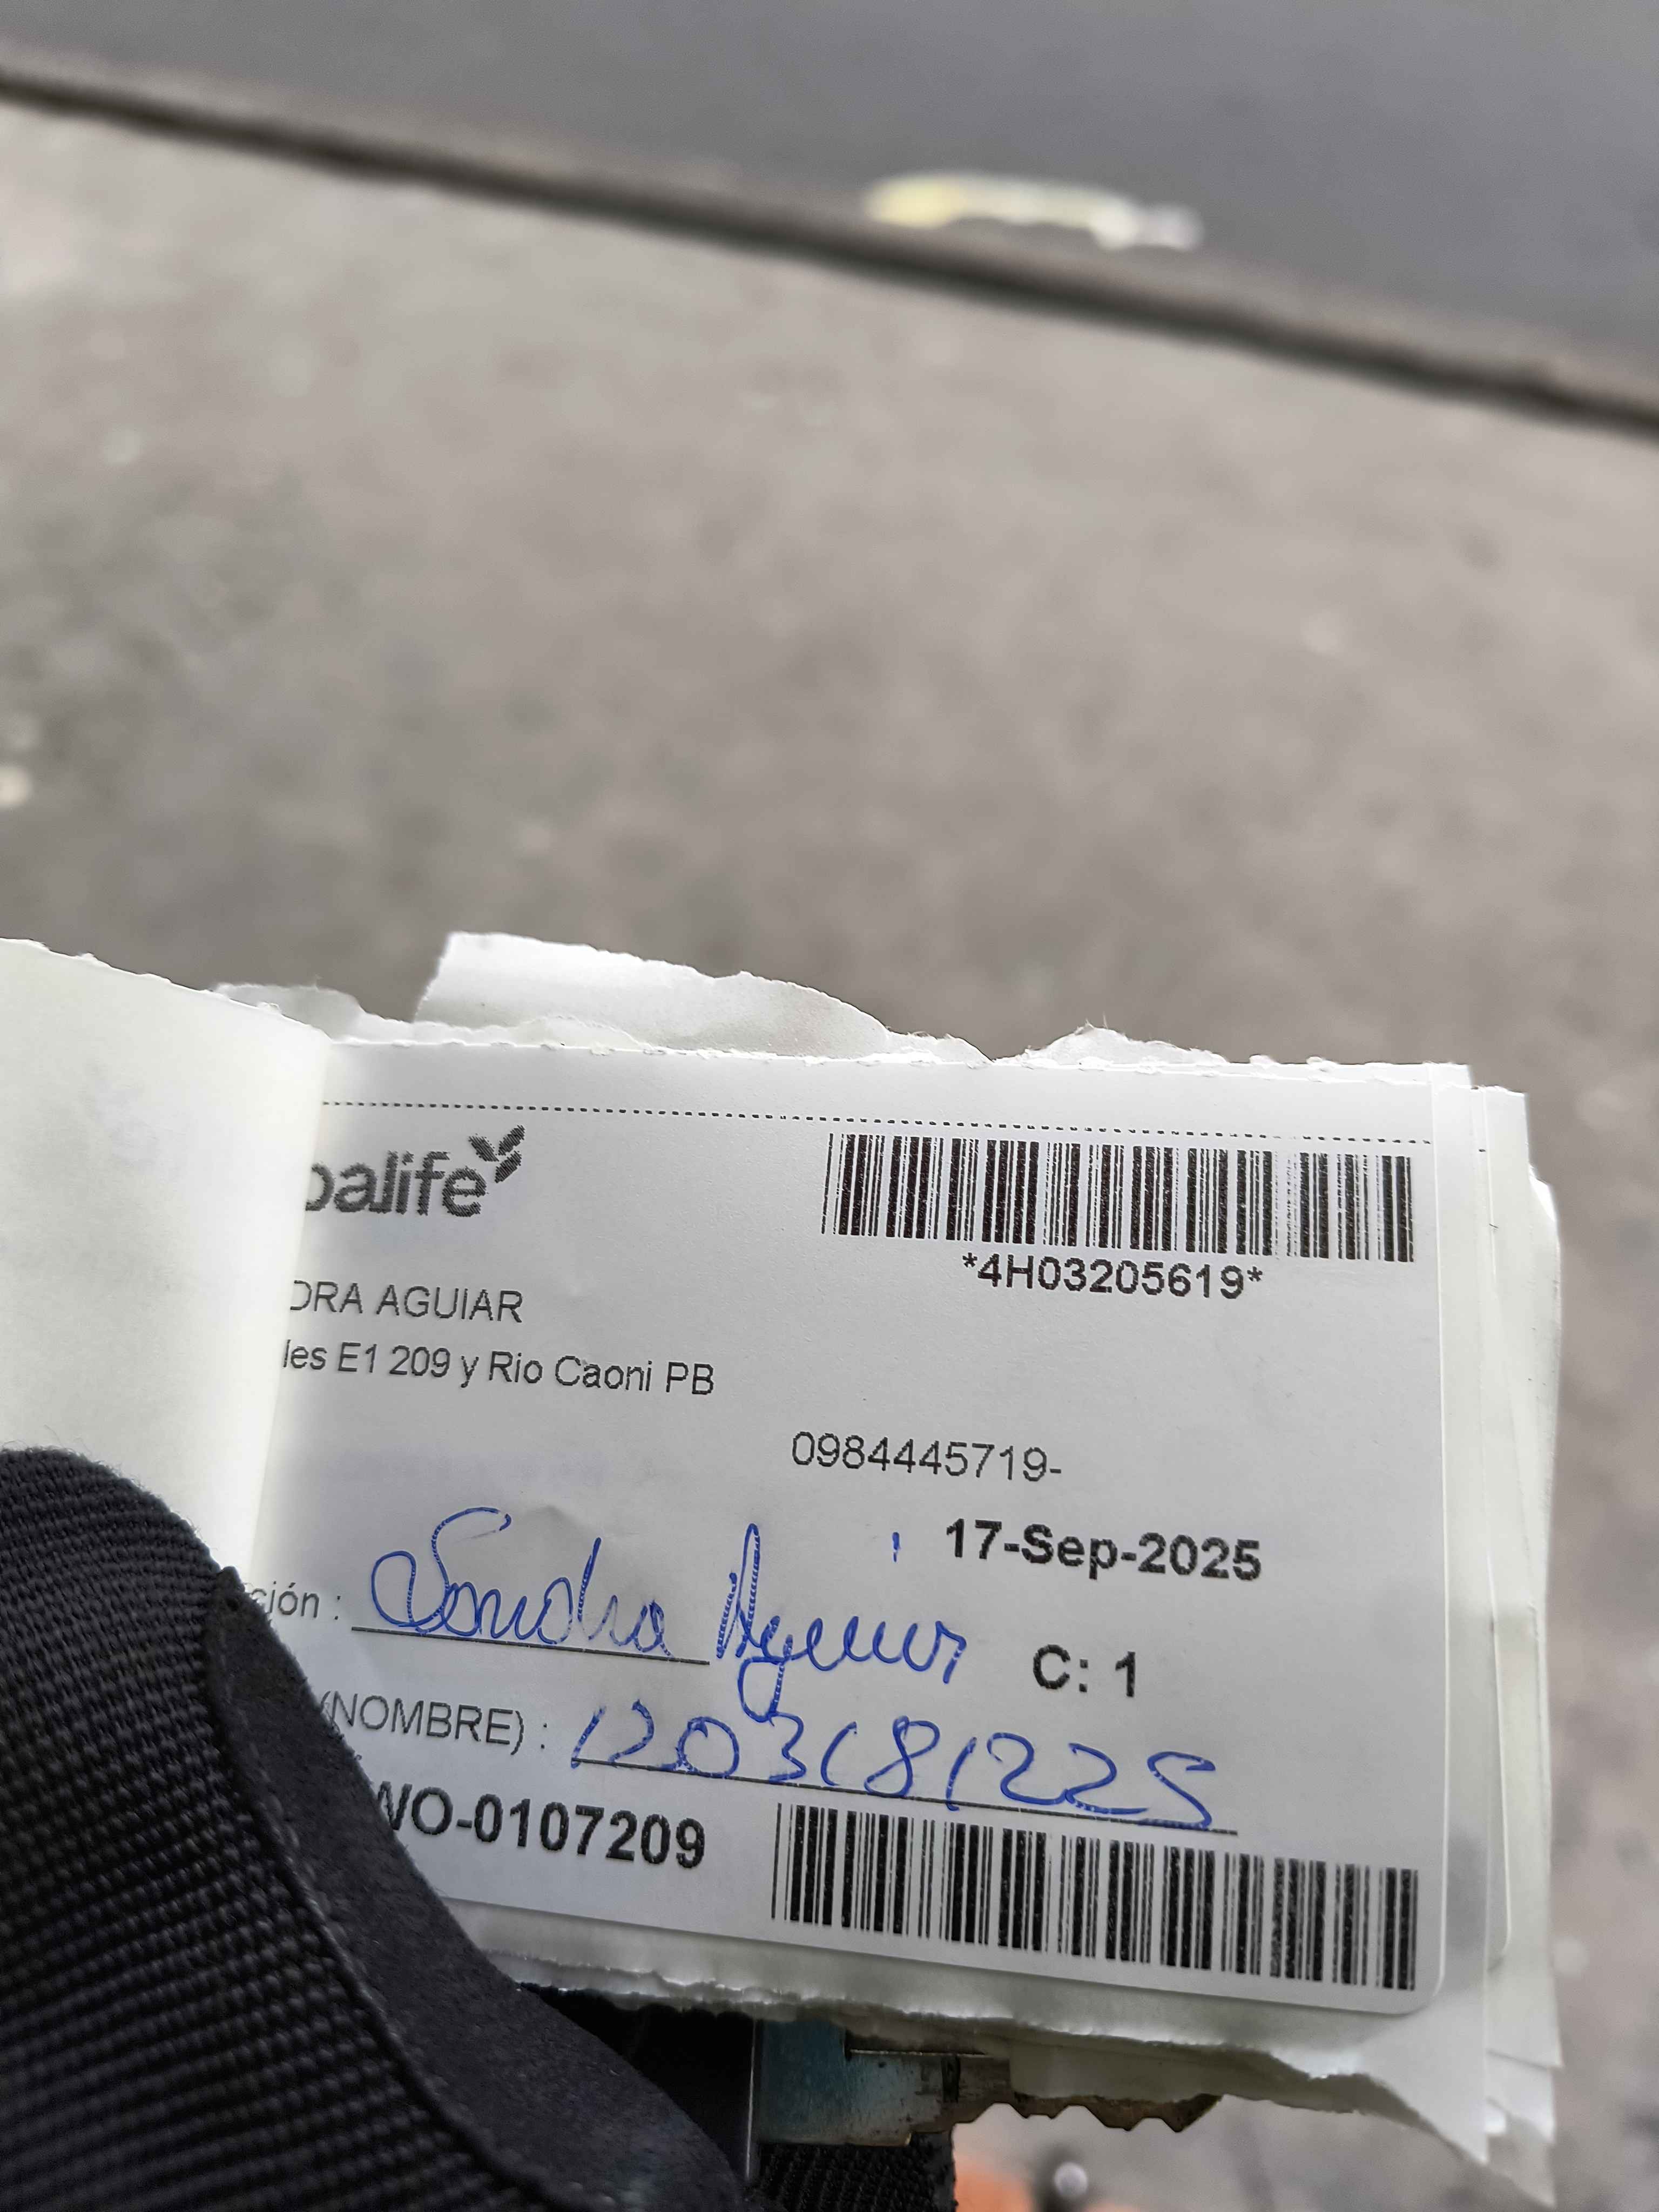 balife
*4H03205619*
DRA AGUIAR
les E1 209 y Rio Caoni PB
0984445719-
17-Sep-2025
ción : Sandra Aguiar
C: 1
(NOMBRE) : 1203181225
WO-0107209